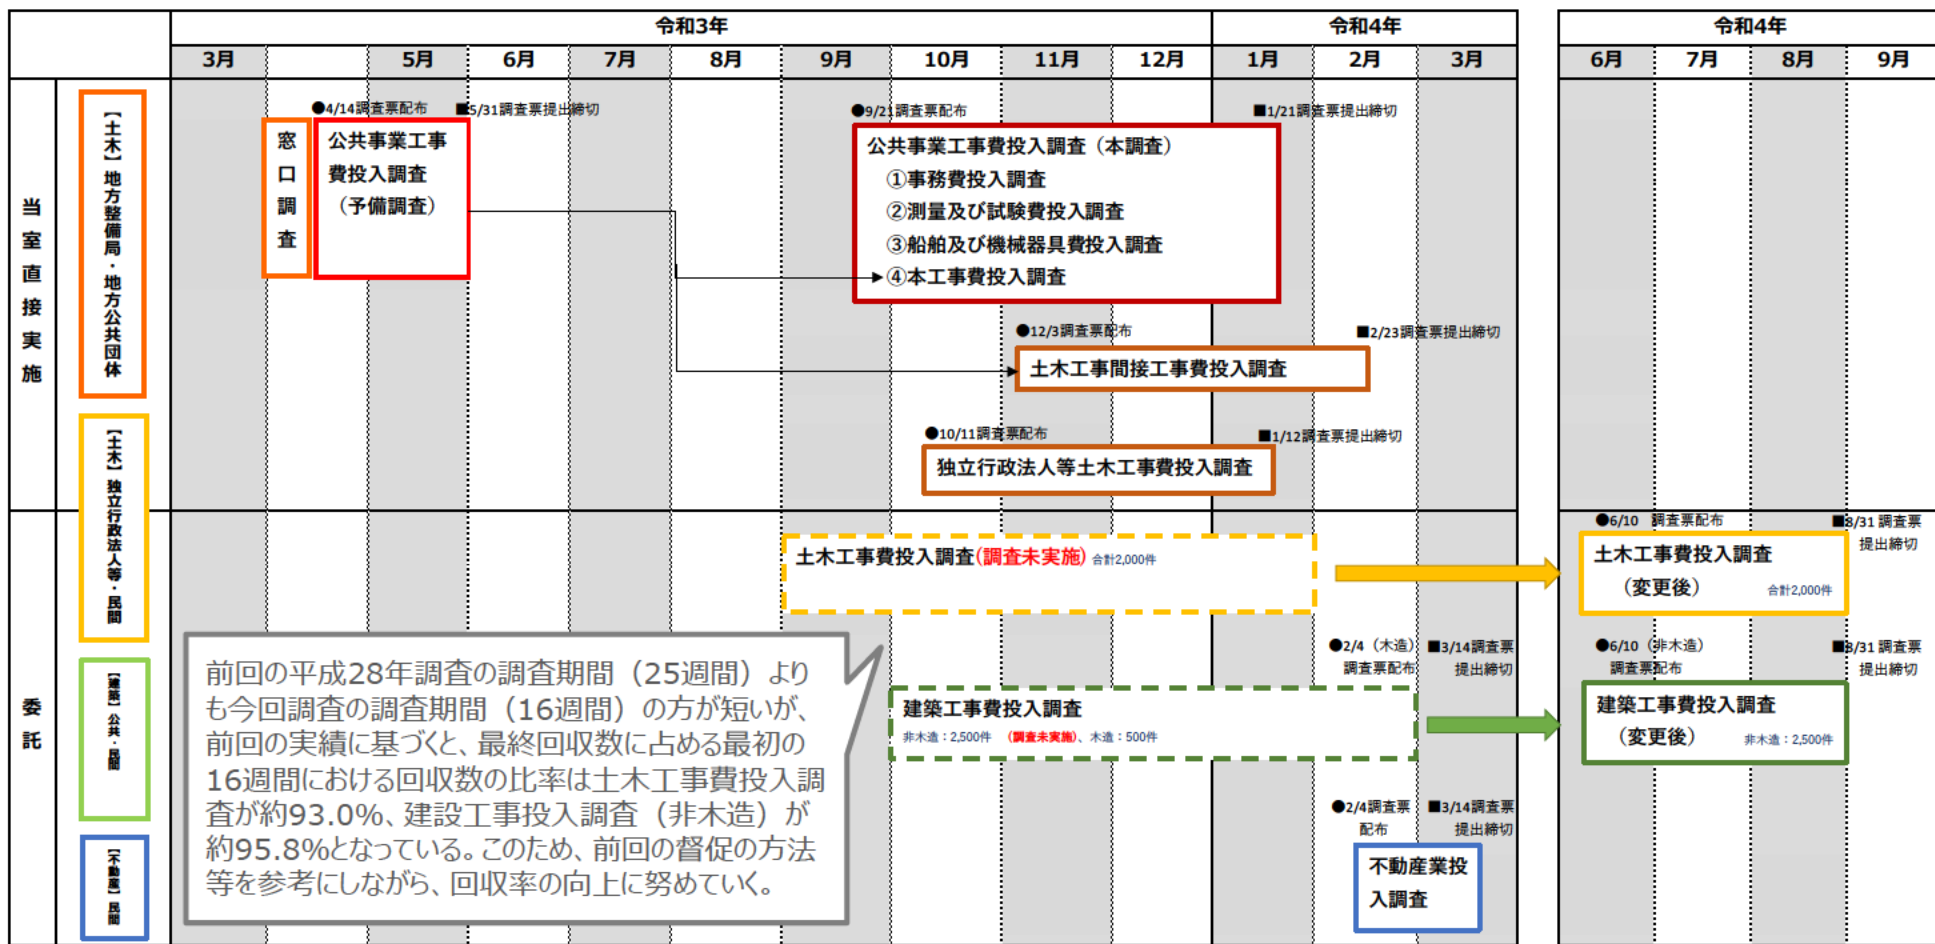 令和3年
令和4年
令和4年
3月
5月
6月
7月
8月
9月
10月
11月
12月
1月
2月
3月
6月
7月
8月
9月
当室直接実施
【土木】地方整備局・地方公共団体
●4/14調査票配布
■5/31調査票提出締切
窓口調査
公共事業工事
費投入調査
（予備調査）
●9/21調査票配布
■1/21調査票提出締切
公共事業工事費投入調査（本調査）
①事務費投入調査
②測量及び試験費投入調査
③船舶及び機械器具費投入調査
④本工事費投入調査
●12/3調査票配布
■2/23調査票提出締切
土木工事間接工事費投入調査
【土木】独立行政法人等・民間
●10/11調査票配布
■1/12調査票提出締切
独立行政法人等土木工事費投入調査
委託
土木工事費投入調査(調査未実施) 合計2,000件
●6/10 調査票配布
■8/31 調査票
提出締切
土木工事費投入調査
（変更後） 合計2,000件
【建築】公共・民間
●2/4（木造）
調査票配布
■3/14調査票
提出締切
建築工事費投入調査
非木造：2,500件 （調査未実施）、木造：500件
●6/10（非木造）
調査票配布
■8/31 調査票
提出締切
建築工事費投入調査
（変更後） 非木造：2,500件
前回の平成28年調査の調査期間（25週間）より
も今回調査の調査期間（16週間）の方が短いが、
前回の実績に基づくと、最終回収数に占める最初の
16週間における回収数の比率は土木工事費投入調
査が約93.0%、建設工事投入調査（非木造）が
約95.8%となっている。このため、前回の督促の方法
等を参考にしながら、回収率の向上に努めていく。
【不動産】民間
●2/4調査票
配布
■3/14調査票
提出締切
不動産業投
入調査